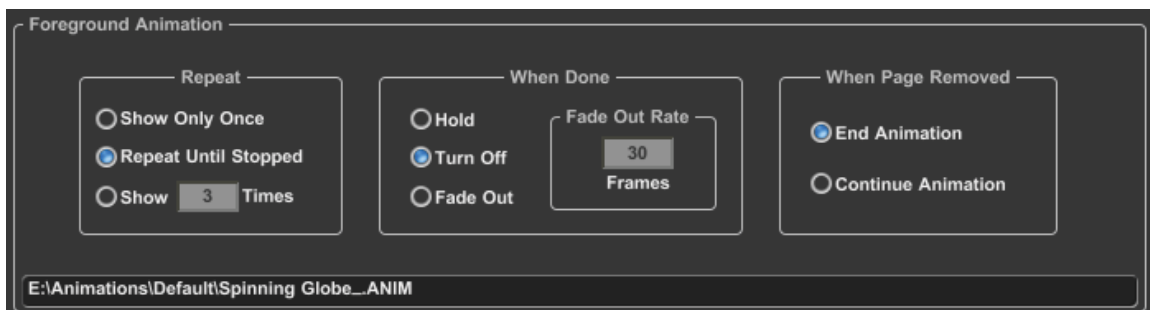 Foreground Animation
Repeat
Show Only Once
Repeat Until Stopped
Show 3 Times
When Done
Hold
Turn Off
Fade Out
Fade Out Rate
30
Frames
When Page Removed
End Animation
Continue Animation
E:\Animations\Default\Spinning Globe_.ANIM